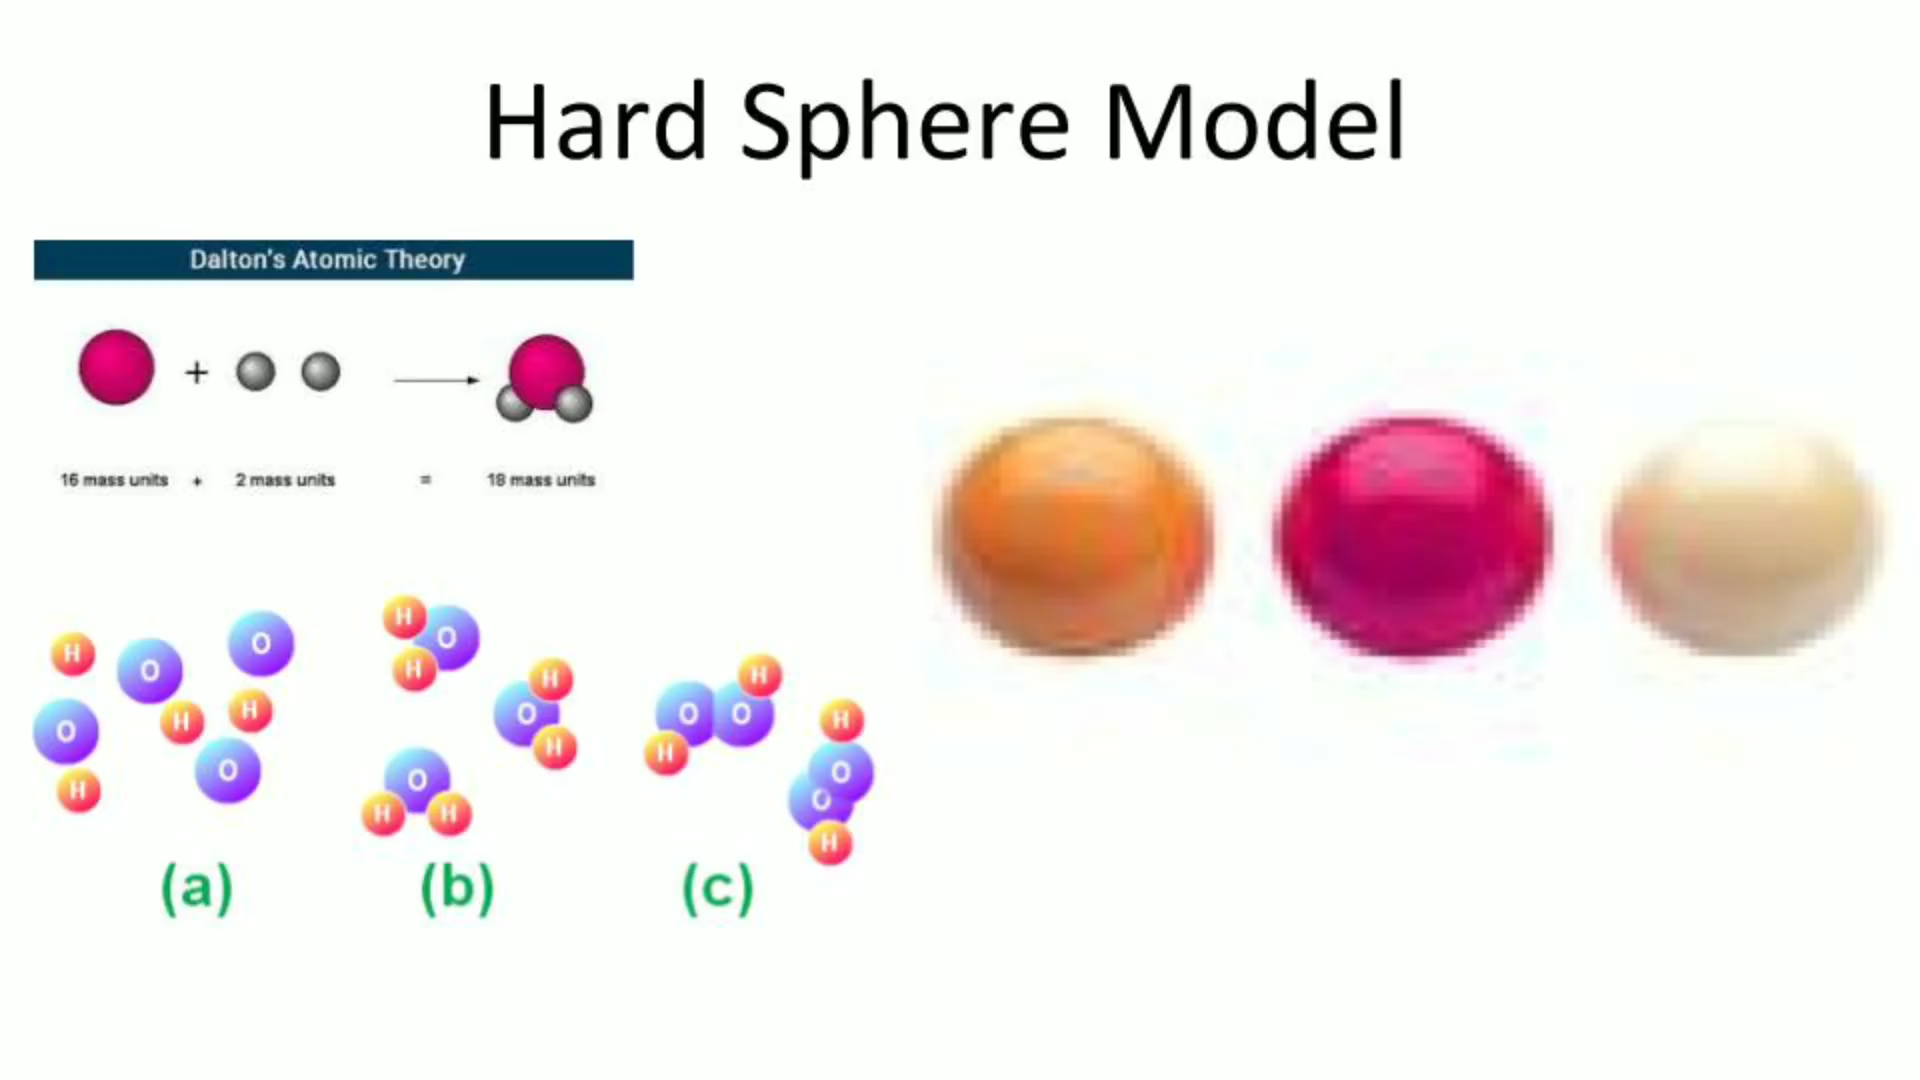 Hard Sphere Model
Dalton's Atomic Theory
+
16 mass units + 2 mass units = 18 mass units
H O O
O H H
H O
(a)
H O
H
O H
H
O
H H
(b)
O O H
H
H
O
O
H
(c)